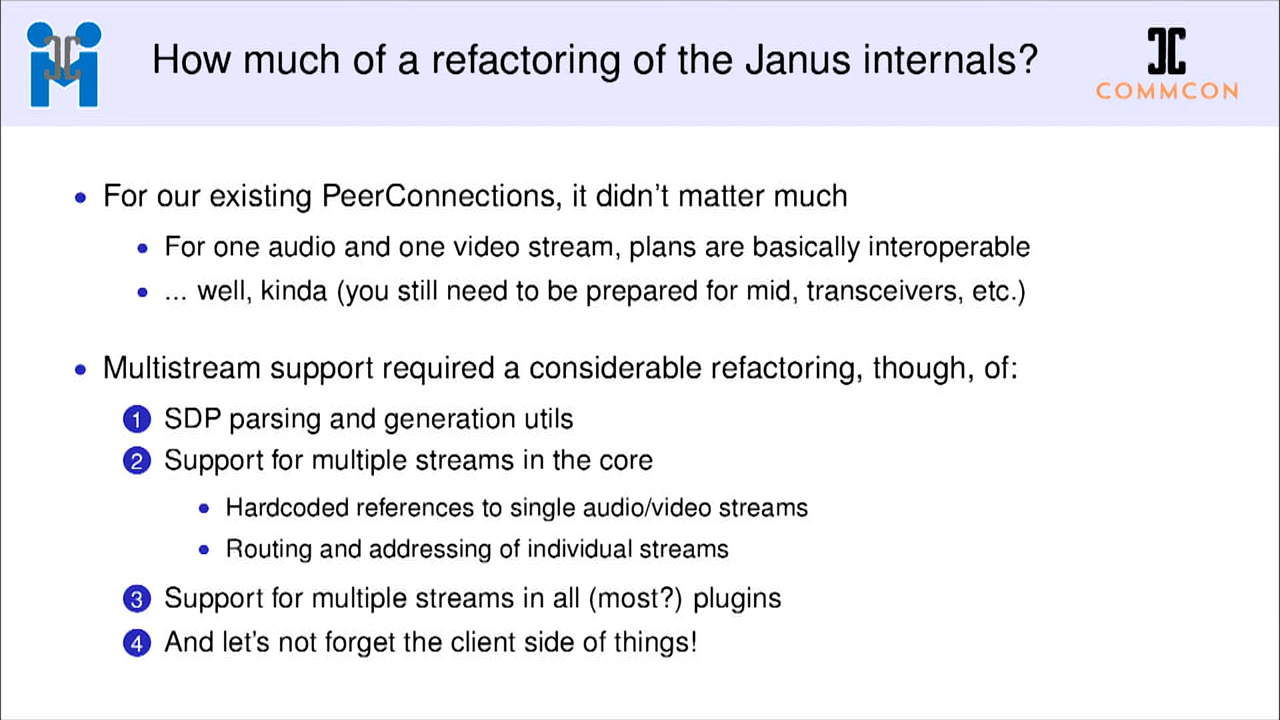 How much of a refactoring of the Janus internals?
COMMCON
• For our existing PeerConnections, it didn't matter much
• For one audio and one video stream, plans are basically interoperable
• ... well, kinda (you still need to be prepared for mid, transceivers, etc.)
• Multistream support required a considerable refactoring, though, of:
1 SDP parsing and generation utils
2 Support for multiple streams in the core
• Hardcoded references to single audio/video streams
• Routing and addressing of individual streams
3 Support for multiple streams in all (most?) plugins
4 And let's not forget the client side of things!